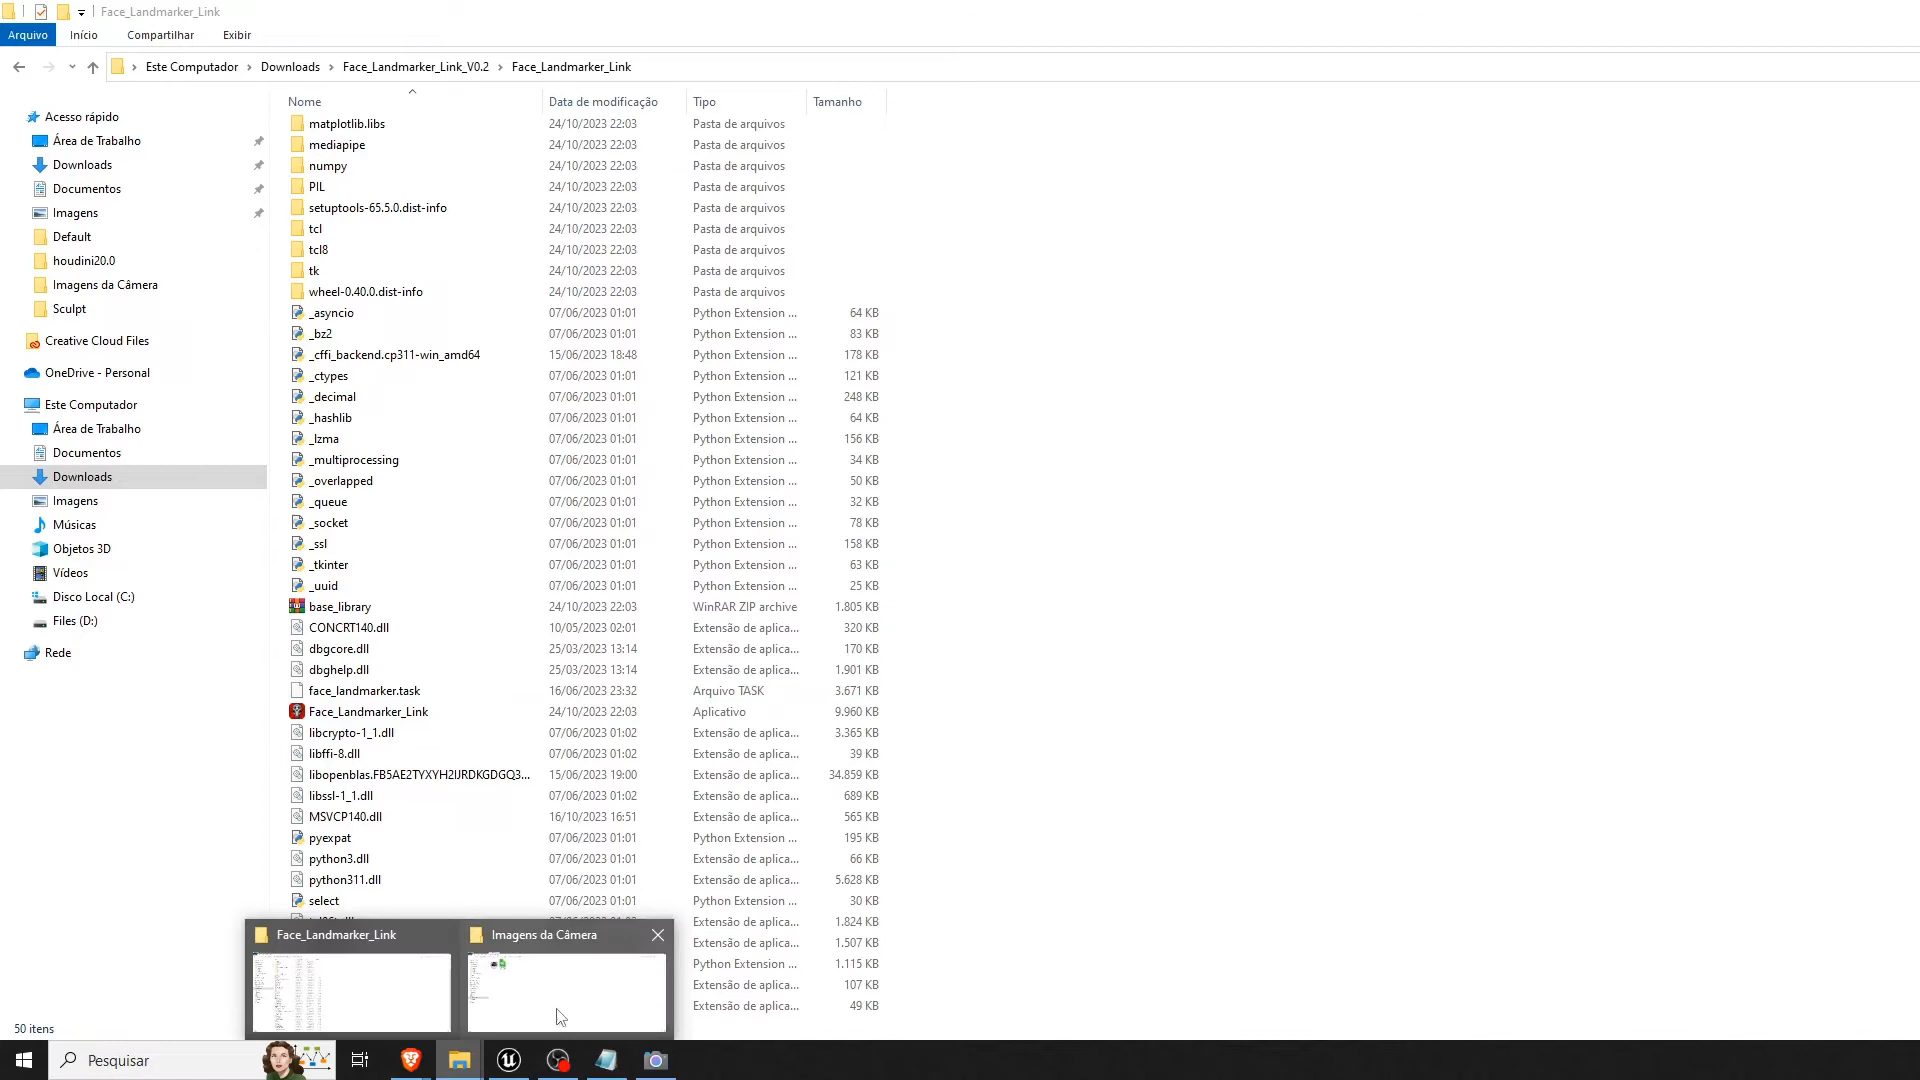 Face_Landmarker_Link
Arquivo Início Compartilhar Exibir
Este Computador Downloads Face_Landmarker_Link_V0.2 Face_Landmarker_Link
Nome Data de modificação Tipo Tamanho
Acesso rápido
Área de Trabalho
Downloads
Documentos
Imagens
Default
houdini20.0
Imagens da Câmera
Sculpt
Creative Cloud Files
OneDrive - Personal
Este Computador
Área de Trabalho
Documentos
Downloads
Imagens
Músicas
Objetos 3D
Vídeos
Disco Local (C:)
Files (D:)
Rede
matplotlib.libs 24/10/2023 22:03 Pasta de arquivos
mediapipe 24/10/2023 22:03 Pasta de arquivos
numpy 24/10/2023 22:03 Pasta de arquivos
PIL 24/10/2023 22:03 Pasta de arquivos
setuptools-65.5.0.dist-info 24/10/2023 22:03 Pasta de arquivos
tcl 24/10/2023 22:03 Pasta de arquivos
tcl8 24/10/2023 22:03 Pasta de arquivos
tk 24/10/2023 22:03 Pasta de arquivos
wheel-0.40.0.dist-info 24/10/2023 22:03 Pasta de arquivos
_asyncio 07/06/2023 01:01 Python Extension ... 64 KB
_bz2 07/06/2023 01:01 Python Extension ... 83 KB
_cffi_backend.cp311-win_amd64 15/06/2023 18:48 Python Extension ... 178 KB
_ctypes 07/06/2023 01:01 Python Extension ... 121 KB
_decimal 07/06/2023 01:01 Python Extension ... 248 KB
_hashlib 07/06/2023 01:01 Python Extension ... 64 KB
_lzma 07/06/2023 01:01 Python Extension ... 156 KB
_multiprocessing 07/06/2023 01:01 Python Extension ... 34 KB
_overlapped 07/06/2023 01:01 Python Extension ... 50 KB
_queue 07/06/2023 01:01 Python Extension ... 32 KB
_socket 07/06/2023 01:01 Python Extension ... 78 KB
_ssl 07/06/2023 01:01 Python Extension ... 158 KB
_tkinter 07/06/2023 01:01 Python Extension ... 63 KB
_uuid 07/06/2023 01:01 Python Extension ... 25 KB
base_library 24/10/2023 22:03 WinRAR ZIP archive 1.805 KB
CONCRT140.dll 10/05/2023 02:01 Extensão de aplica... 320 KB
dbgcore.dll 25/03/2023 13:14 Extensão de aplica... 170 KB
dbghelp.dll 25/03/2023 13:14 Extensão de aplica... 1.901 KB
face_landmarker.task 16/06/2023 23:32 Arquivo TASK 3.671 KB
Face_Landmarker_Link 24/10/2023 22:03 Aplicativo 9.960 KB
libcrypto-1_1.dll 07/06/2023 01:02 Extensão de aplica... 3.365 KB
libffi-8.dll 07/06/2023 01:02 Extensão de aplica... 39 KB
libopenblas.FB5AE2TYXYH2IJRDKGDGQ3... 15/06/2023 19:00 Extensão de aplica... 34.859 KB
libssl-1_1.dll 07/06/2023 01:02 Extensão de aplica... 689 KB
MSVCP140.dll 16/10/2023 16:51 Extensão de aplica... 565 KB
pyexpat 07/06/2023 01:01 Python Extension ... 195 KB
python3.dll 07/06/2023 01:01 Extensão de aplica... 66 KB
python311.dll 07/06/2023 01:01 Extensão de aplica... 5.628 KB
select 07/06/2023 01:01 Python Extension ... 30 KB
Extensão de aplica... 1.824 KB
Extensão de aplica... 1.507 KB
Python Extension ... 1.115 KB
Extensão de aplica... 107 KB
Extensão de aplica... 49 KB
Face_Landmarker_Link Imagens da Câmera
50 itens
Pesquisar